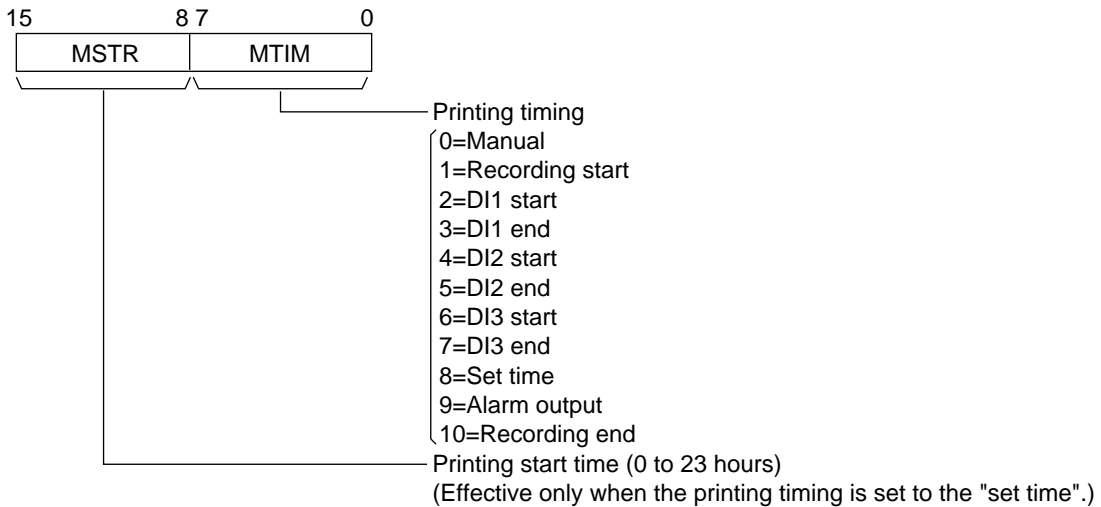 15 8 7 0
MSTR MTIM
Printing timing
0=Manual
1=Recording start
2=DI1 start
3=DI1 end
4=DI2 start
5=DI2 end
6=DI3 start
7=DI3 end
8=Set time
9=Alarm output
10=Recording end
Printing start time (0 to 23 hours)
(Effective only when the printing timing is set to the "set time".)